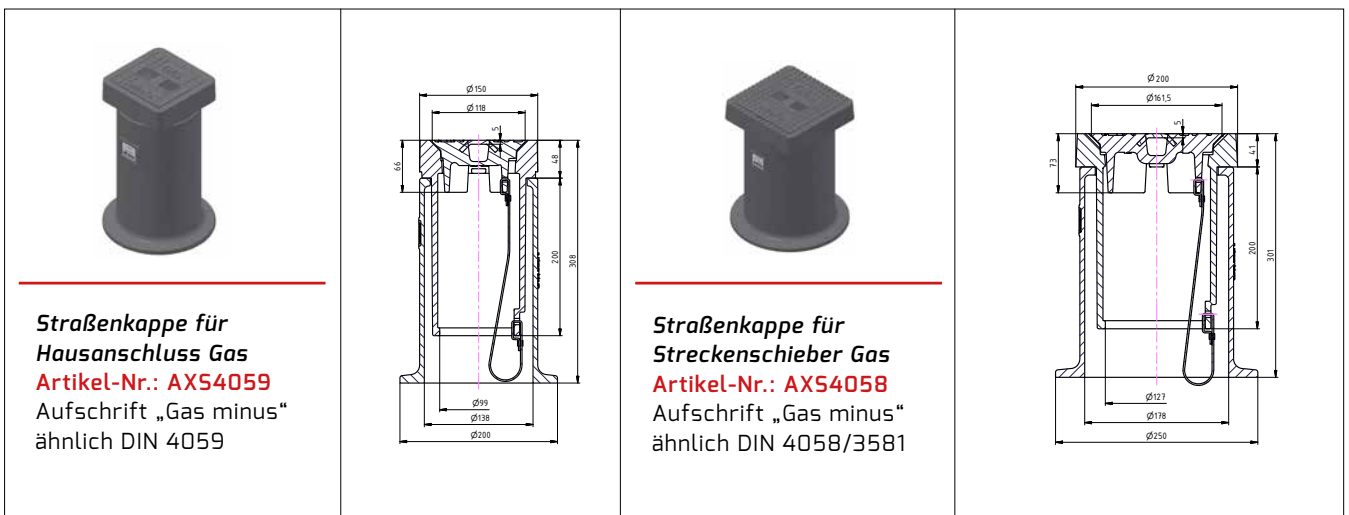 Straßenkappe für
Hausanschluss Gas
Artikel-Nr.: AXS4059
Aufschrift „Gas minus“
ähnlich DIN 4059
Ø150
Ø118
5
66
48
200
308
Ø99
Ø138
Ø200
Straßenkappe für
Streckenschieber Gas
Artikel-Nr.: AXS4058
Aufschrift „Gas minus“
ähnlich DIN 4058/3581
Ø200
Ø161,5
5
73
41
200
301
Ø127
Ø178
Ø250